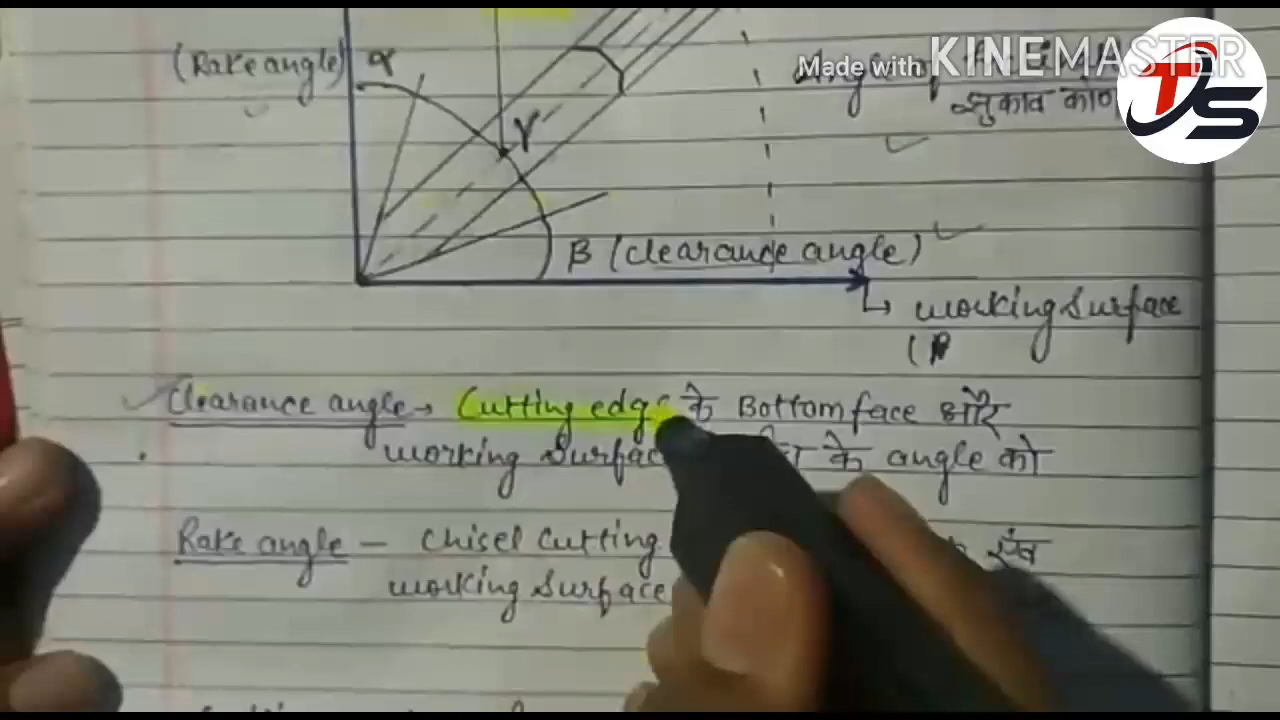 (Rake angle) α
Made with KINEMASTER
झुकाव कोण
TJS
γ
β (clearance angle)
↳ working surface
(
Clearance angle → Cutting edge के Bottom face और
working surface के angle को
Rake angle — chisel cutting एंव
working surface